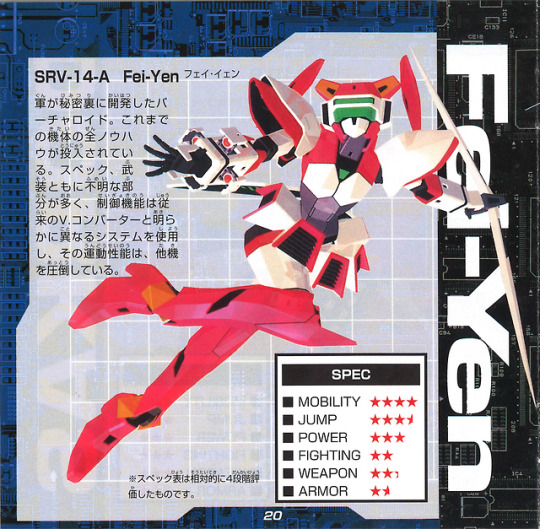 SRV-14-A Fei-Yen フェイ・イェン
軍が秘密裏に開発したバ
ーチャロイド。これまで
の機体の全ノウハ
ウが投入されてい
る。スペック、武
装ともに不明な部
分が多く、制御機能は従
来のV.コンバーターと明ら
かに異なるシステムを使用
し、その運動性能は、他機
を圧倒している。
Fei-Yen
SPEC
■ MOBILITY ★★★★
■ JUMP ★★★⯨
■ POWER ★★★
■ FIGHTING ★★
■ WEAPON ★★⯨
■ ARMOR ★⯨
※スペック表は相対的に4段階評
価したものです。
20